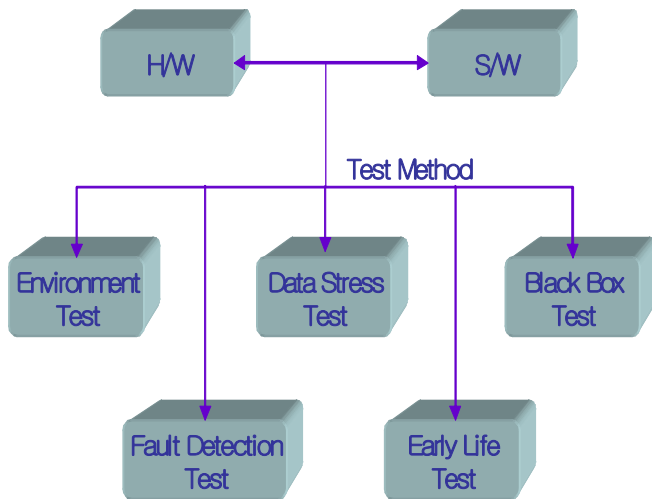 H/W
S/W
Test Method
Environment
Test
Data Stress
Test
Black Box
Test
Fault Detection
Test
Early Life
Test